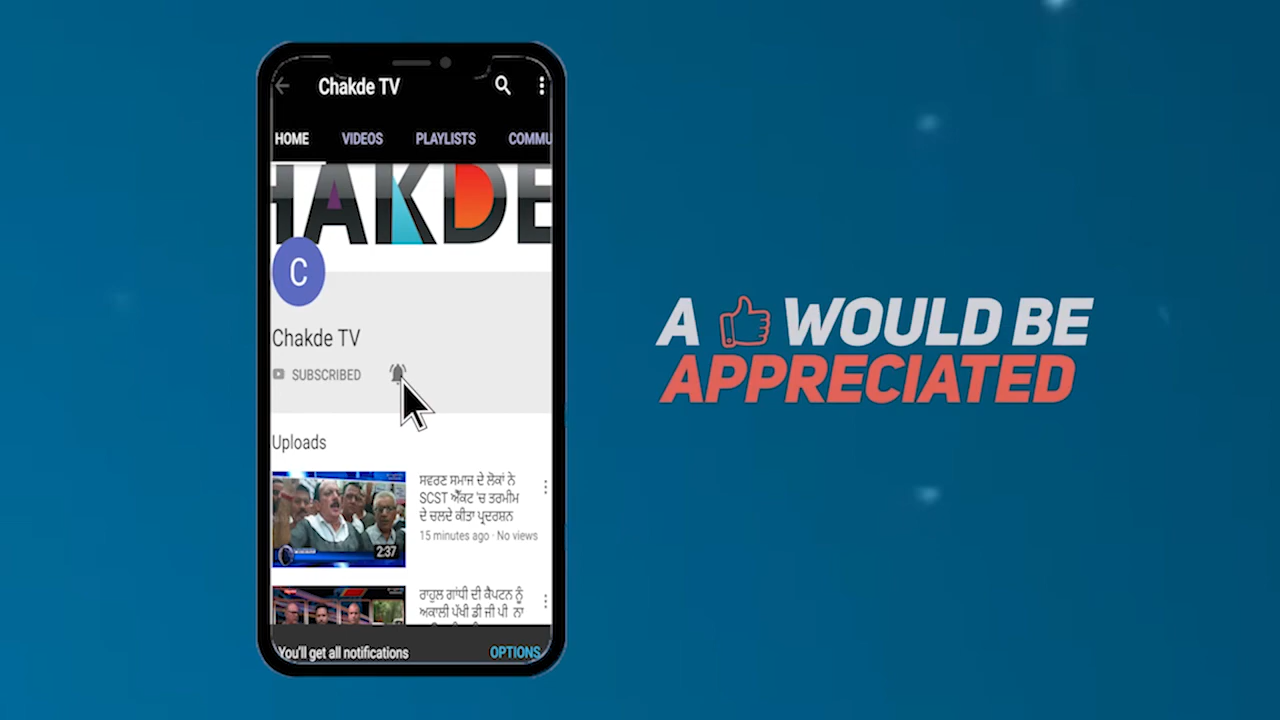 Chakde TV
HOME VIDEOS PLAYLISTS COMMU
HAKDE
C
Chakde TV
SUBSCRIBED
Uploads
ਸਵਰਣ ਸਮਾਜ ਦੇ ਲੋਕਾਂ ਨੇ
SCST ਐਕਟ 'ਚ ਤਰਮੀਮ
ਦੇ ਚਲਦੇ ਕੀਤਾ ਪ੍ਰਦਰਸ਼ਨ
15 minutes ago · No views
2:37
ਰਾਹੁਲ ਗਾਂਧੀ ਦੀ ਕੈਪਟਨ ਨੂੰ
ਅਕਾਲੀ ਪੱਖੀ ਡੀ ਜੀ ਪੀ ਨਾ
You'll get all notifications OPTIONS
A WOULD BE
APPRECIATED